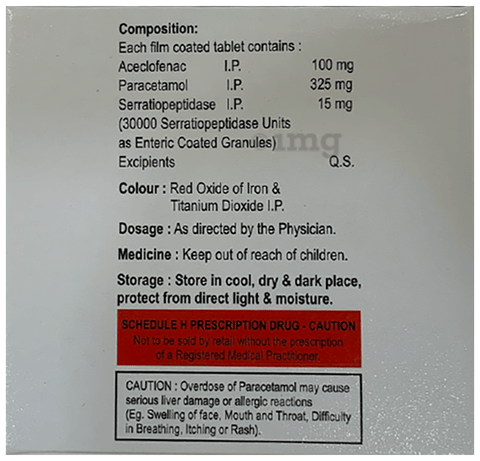 Composition:
Each film coated tablet contains :
Aceclofenac I.P. 100 mg
Paracetamol I.P. 325 mg
Serratiopeptidase I.P. 15 mg
(30000 Serratiopeptidase Units
as Enteric Coated Granules)
Excipients Q.S.
Colour : Red Oxide of Iron &
Titanium Dioxide I.P.
Dosage : As directed by the Physician.
Medicine : Keep out of reach of children.
Storage : Store in cool, dry & dark place,
protect from direct light & moisture.
SCHEDULE H PRESCRIPTION DRUG - CAUTION
Not to be sold by retail without the prescription
of a Registered Medical Practitioner.
CAUTION : Overdose of Paracetamol may cause
serious liver damage or allergic reactions
(Eg. Swelling of face, Mouth and Throat, Difficulty
in Breathing, Itching or Rash).